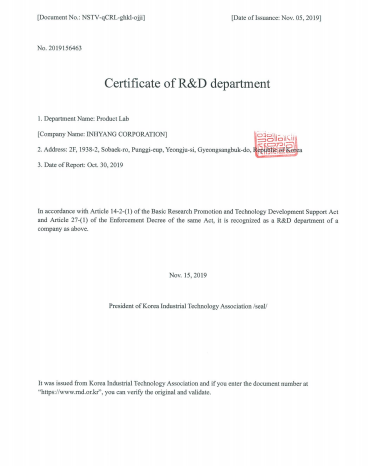 [Document No.: NSTV-qCRL-ghkl-ojji] [Date of Issuance: Nov. 05, 2019]
No. 2019156463
Certificate of R&D department
1. Department Name: Product Lab
[Company Name: INHYANG CORPORATION]
2. Address: 2F, 1938-2, Sobaek-ro, Punggi-eup, Yeongju-si, Gyeongsangbuk-do, Republic of Korea
3. Date of Report: Oct. 30, 2019
In accordance with Article 14-2-(1) of the Basic Research Promotion and Technology Development Support Act
and Article 27-(1) of the Enforcement Decree of the same Act, it is recognized as a R&D department of a
company as above.
Nov. 15, 2019
President of Korea Industrial Technology Association /seal/
It was issued from Korea Industrial Technology Association and if you enter the document number at
"https://www.rnd.or.kr", you can verify the original and validate.